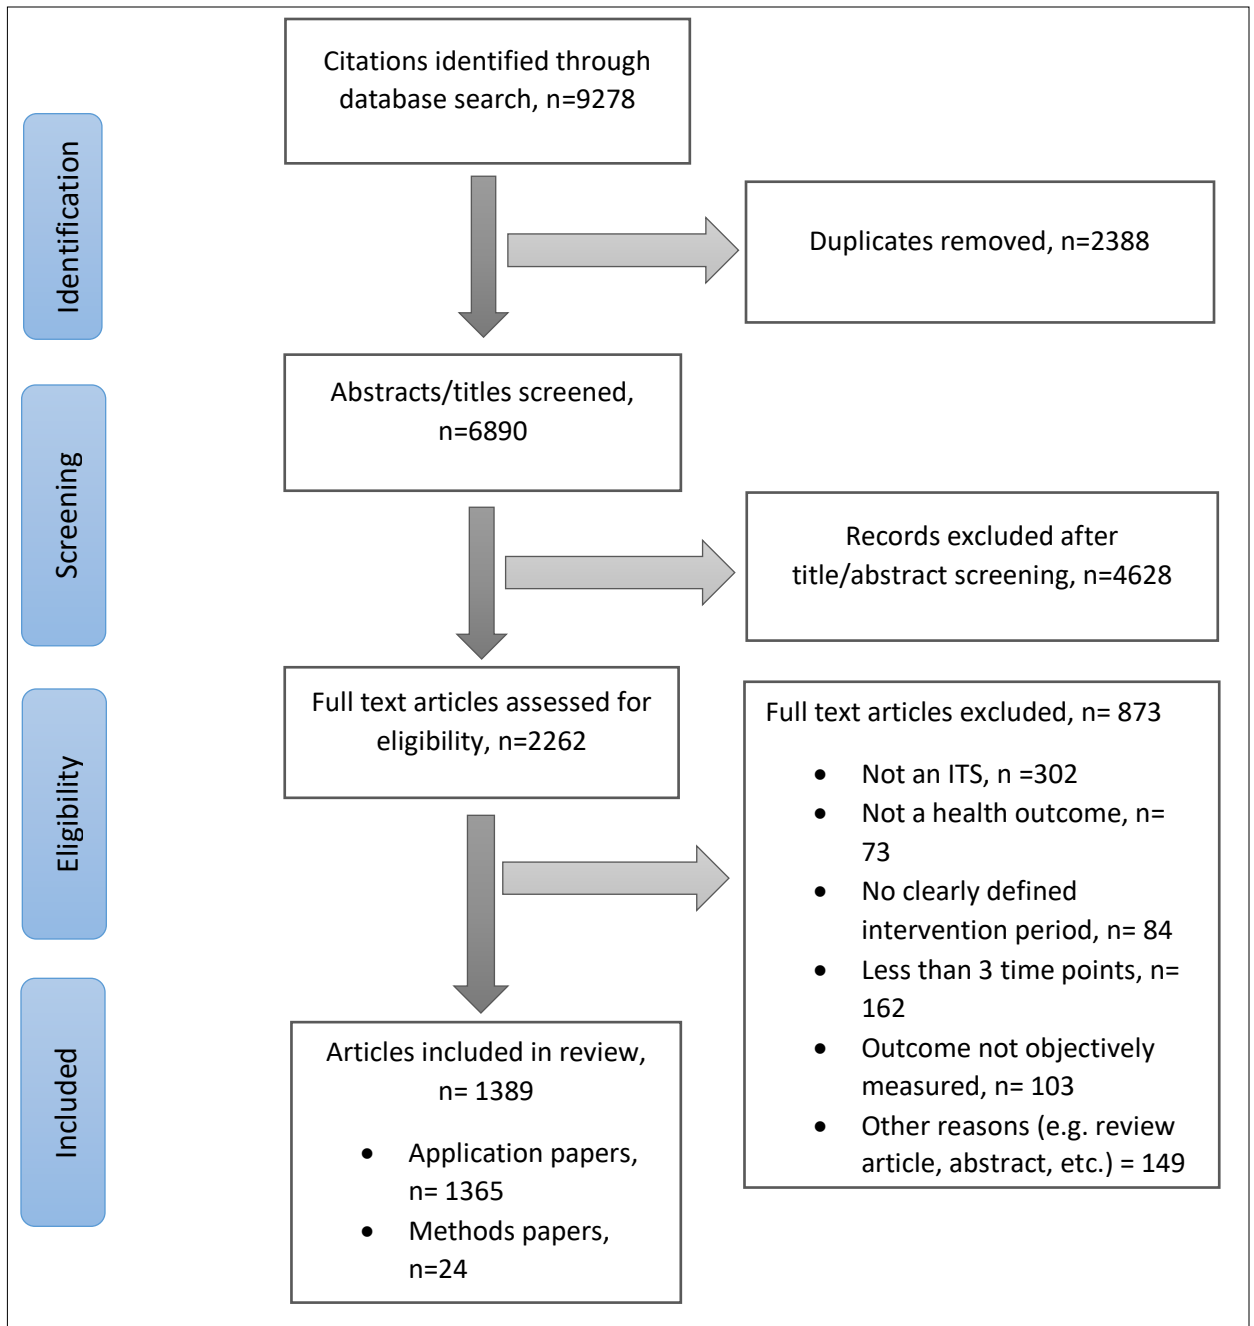 Citations identified through
database search, n=9278
Identification
Duplicates removed, n=2388
Abstracts/titles screened,
n=6890
Screening
Records excluded after
title/abstract screening, n=4628
Full text articles assessed for
eligibility, n=2262
Eligibility
Full text articles excluded, n= 873
• Not an ITS, n =302
• Not a health outcome, n=
73
• No clearly defined
intervention period, n= 84
• Less than 3 time points, n=
162
• Outcome not objectively
measured, n= 103
• Other reasons (e.g. review
article, abstract, etc.) = 149
Included
Articles included in review,
n= 1389
• Application papers,
n= 1365
• Methods papers,
n=24